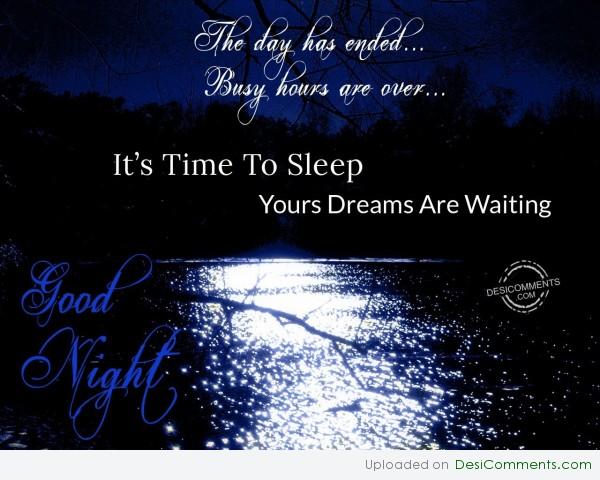 The day has ended...
Busy hours are over...
It's Time To Sleep
Yours Dreams Are Waiting
Good
Night
DESICOMMENTS
.COM
Uploaded on DesiComments.com